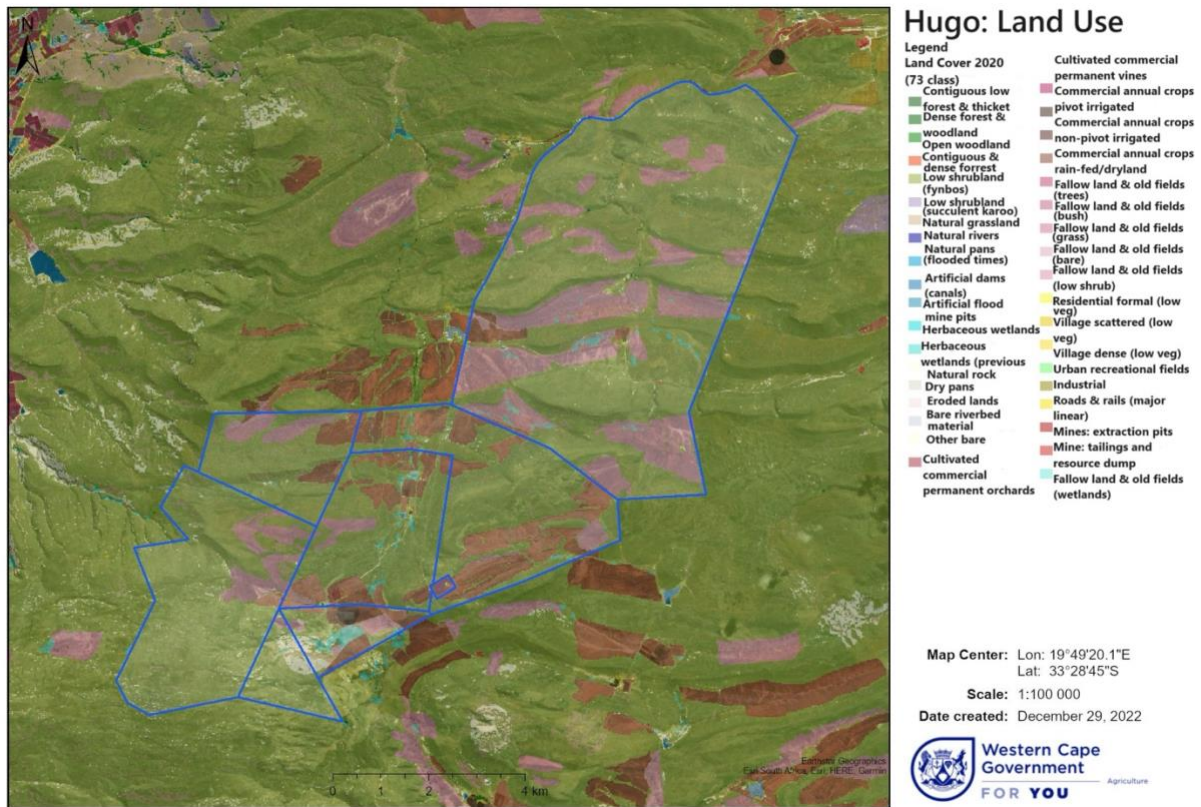 N
Hugo: Land Use
Legend
Land Cover 2020
(73 class)
Contiguous low
forest & thicket
Dense forest &
woodland
Open woodland
Contiguous &
dense forrest
Low shrubland
(fynbos)
Low shrubland
(succulent karoo)
Natural grassland
Natural rivers
Natural pans
(flooded times)
Artificial dams
(canals)
Artificial flood
mine pits
Herbaceous wetlands
Herbaceous
wetlands (previous
Natural rock
Dry pans
Eroded lands
Bare riverbed
material
Other bare
Cultivated
commercial
permanent orchards
Cultivated commercial
permanent vines
Commercial annual crops
pivot irrigated
Commercial annual crops
non-pivot irrigated
Commercial annual crops
rain-fed/dryland
Fallow land & old fields
(trees)
Fallow land & old fields
(bush)
Fallow land & old fields
(grass)
Fallow land & old fields
(bare)
Fallow land & old fields
(low shrub)
Residential formal (low
veg)
Village scattered (low
veg)
Village dense (low veg)
Urban recreational fields
Industrial
Roads & rails (major
linear)
Mines: extraction pits
Mine: tailings and
resource dump
Fallow land & old fields
(wetlands)
Map Center: Lon: 19°49'20.1"E
Lat: 33°28'45"S
Scale: 1:100 000
Date created: December 29, 2022
Western Cape
Government
Agriculture
FOR YOU
0 1 2 4 km
Earthstar Geographics
Esri South Africa, Esri, HERE, Garmin